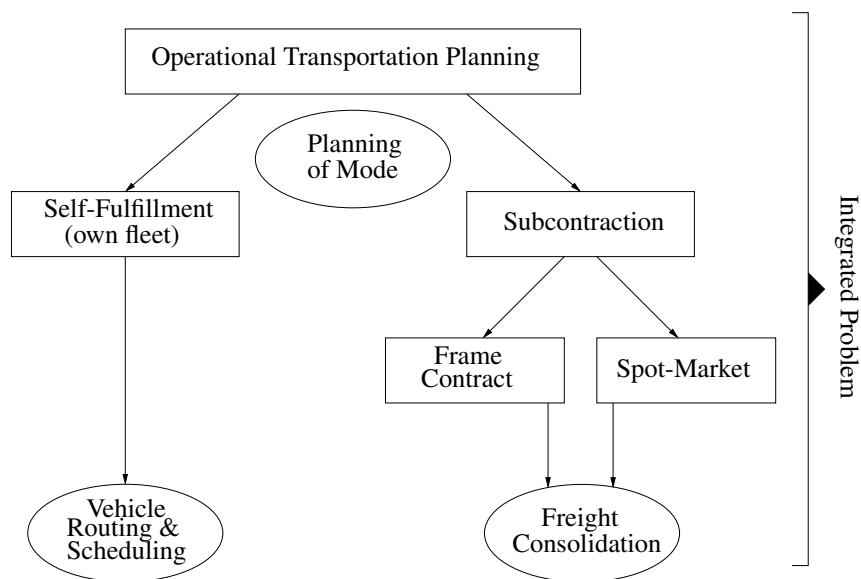 Operational Transportation Planning
Planning
of Mode
Self-Fulfillment
(own fleet)
Subcontraction
Frame
Contract
Spot-Market
Vehicle
Routing &
Scheduling
Freight
Consolidation
Integrated Problem